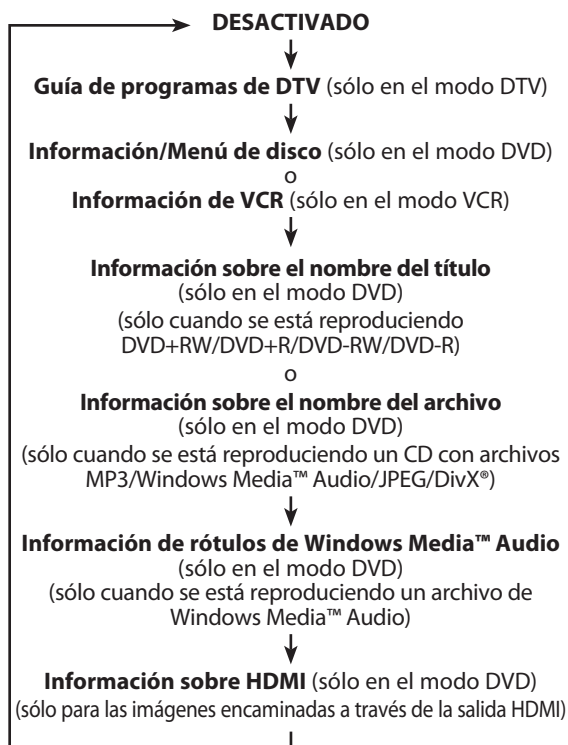 DESACTIVADO
Guía de programas de DTV (sólo en el modo DTV)
Información/Menú de disco (sólo en el modo DVD)
o
Información de VCR (sólo en el modo VCR)
Información sobre el nombre del título
(sólo en el modo DVD)
(sólo cuando se está reproduciendo
DVD+RW/DVD+R/DVD-RW/DVD-R)
o
Información sobre el nombre del archivo
(sólo en el modo DVD)
(sólo cuando se está reproduciendo un CD con archivos
MP3/Windows Media™ Audio/JPEG/DivX®)
Información de rótulos de Windows Media™ Audio
(sólo en el modo DVD)
(sólo cuando se está reproduciendo un archivo de
Windows Media™ Audio)
Información sobre HDMI (sólo en el modo DVD)
(sólo para las imágenes encaminadas a través de la salida HDMI)